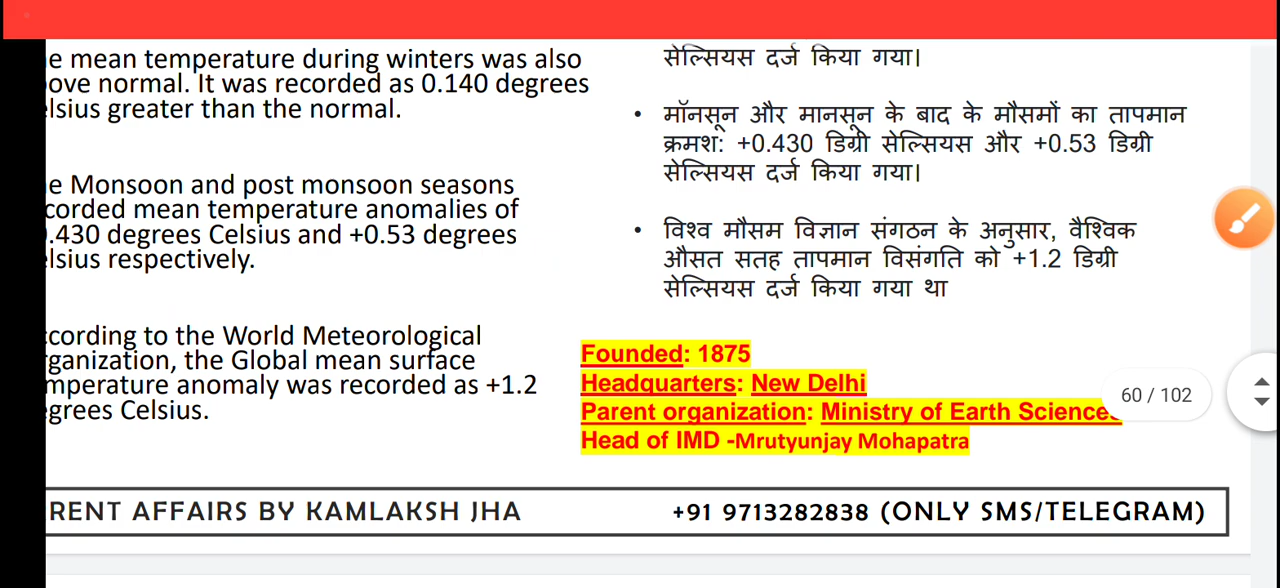 e mean temperature during winters was also
ove normal. It was recorded as 0.140 degrees
lsius greater than the normal.
e Monsoon and post monsoon seasons
corded mean temperature anomalies of
.430 degrees Celsius and +0.53 degrees
lsius respectively.
cording to the World Meteorological
ganization, the Global mean surface
mperature anomaly was recorded as +1.2
grees Celsius.
सेल्सियस दर्ज किया गया।
• मॉनसून और मानसून के बाद के मौसमों का तापमान
क्रमश: +0.430 डिग्री सेल्सियस और +0.53 डिग्री
सेल्सियस दर्ज किया गया।
• विश्व मौसम विज्ञान संगठन के अनुसार, वैश्विक
औसत सतह तापमान विसंगति को +1.2 डिग्री
सेल्सियस दर्ज किया गया था
Founded: 1875
Headquarters: New Delhi
Parent organization: Ministry of Earth Sciences
Head of IMD -Mrutyunjay Mohapatra
60 / 102
RENT AFFAIRS BY KAMLAKSH JHA
+91 9713282838 (ONLY SMS/TELEGRAM)